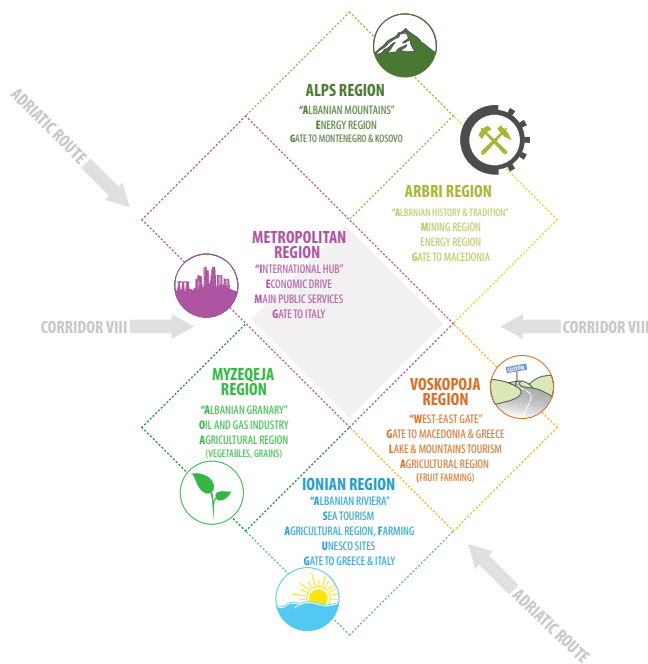 ALPS REGION
“ALBANIAN MOUNTAINS”
ENERGY REGION
GATE TO MONTENEGRO & KOSOVO
ADRIATIC ROUTE
ARBRI REGION
“ALBANIAN HISTORY & TRADITION”
MINING REGION
ENERGY REGION
GATE TO MACEDONIA
METROPOLITAN
REGION
“INTERNATIONAL HUB”
ECONOMIC DRIVE
MAIN PUBLIC SERVICES
GATE TO ITALY
CORRIDOR VIII
CORRIDOR VIII
MYZEQEJA
REGION
“ALBANIAN GRANARY”
OIL AND GAS INDUSTRY
AGRICULTURAL REGION
(VEGETABLES, GRAINS)
CUSTOM
VOSKOPOJA
REGION
“WEST-EAST GATE”
GATE TO MACEDONIA & GREECE
LAKE & MOUNTAINS TOURISM
AGRICULTURAL REGION
(FRUIT FARMING)
IONIAN REGION
“ALBANIAN RIVIERA”
SEA TOURISM
AGRICULTURAL REGION, FARMING
UNESCO SITES
GATE TO GREECE & ITALY
ADRIATIC ROUTE